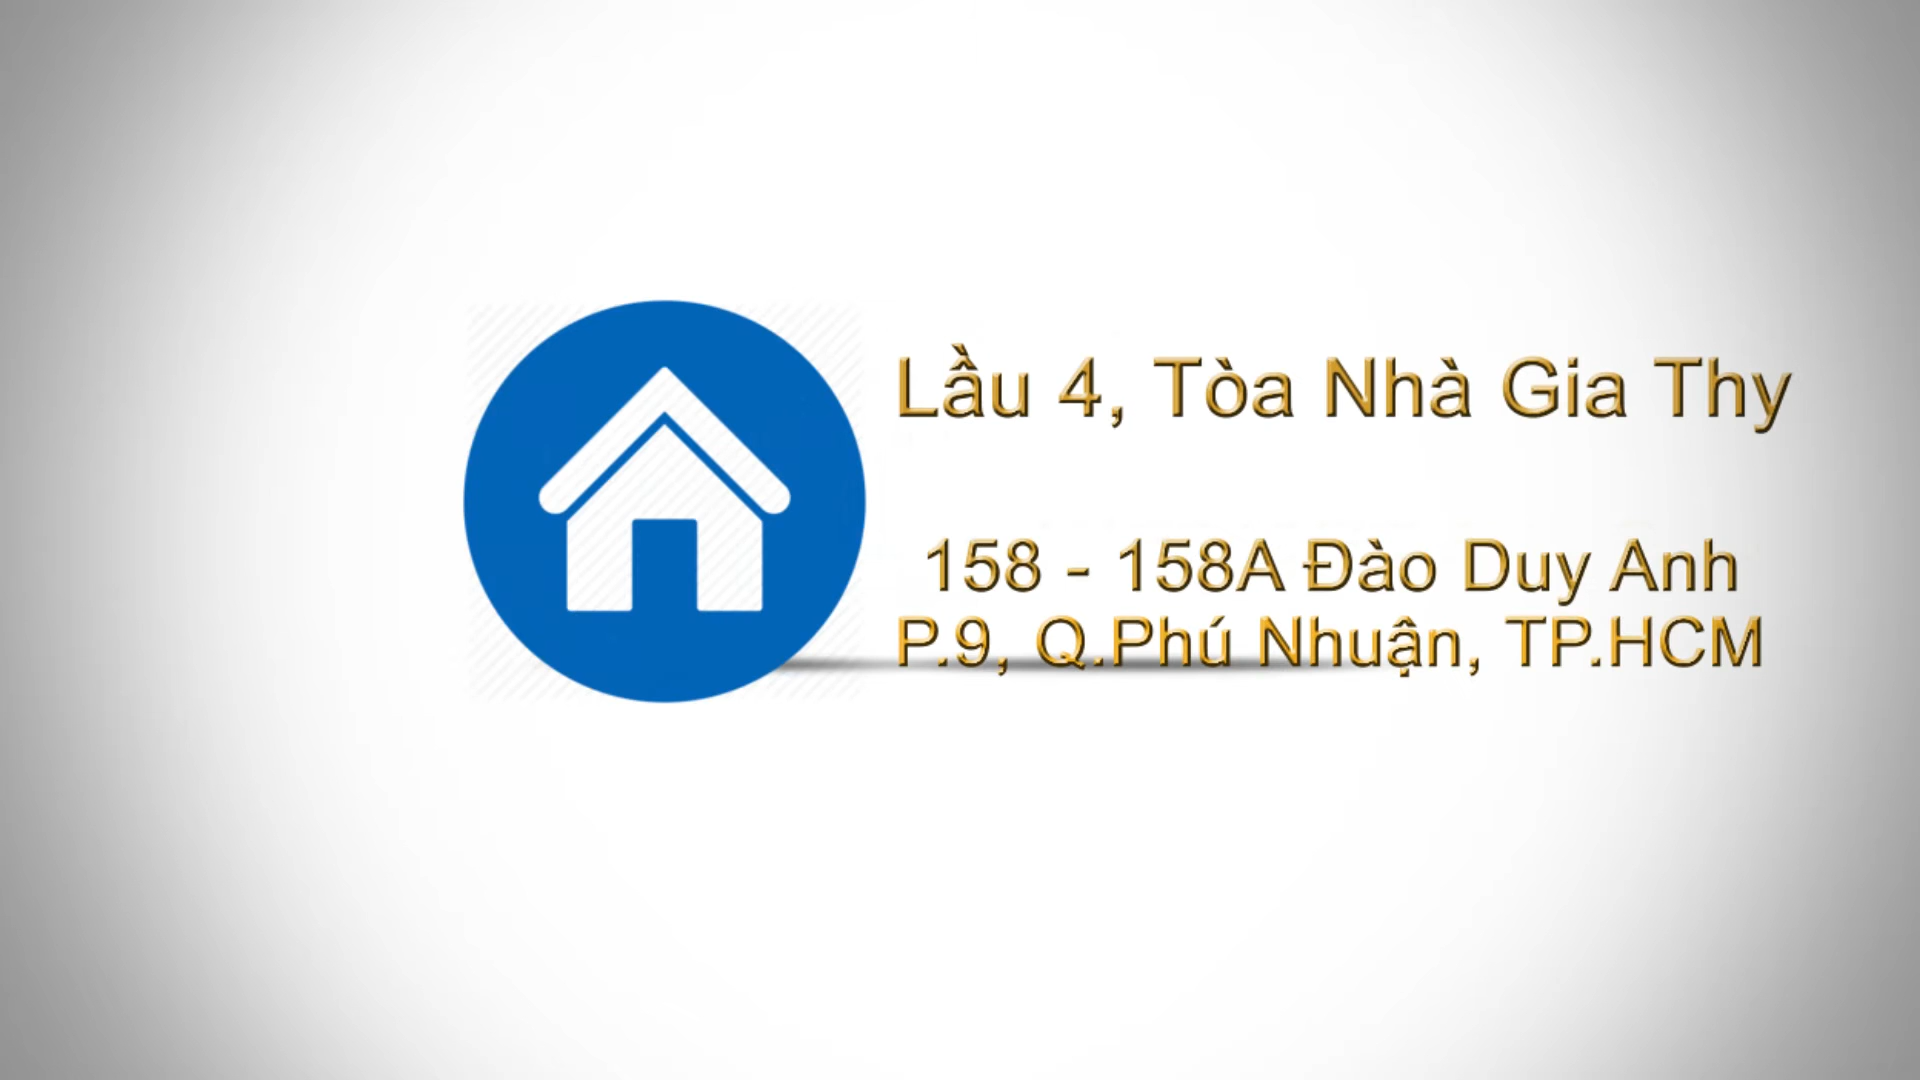 Lầu 4, Tòa Nhà Gia Thy
158 - 158A Đào Duy Anh
P.9, Q.Phú Nhuận, TP.HCM